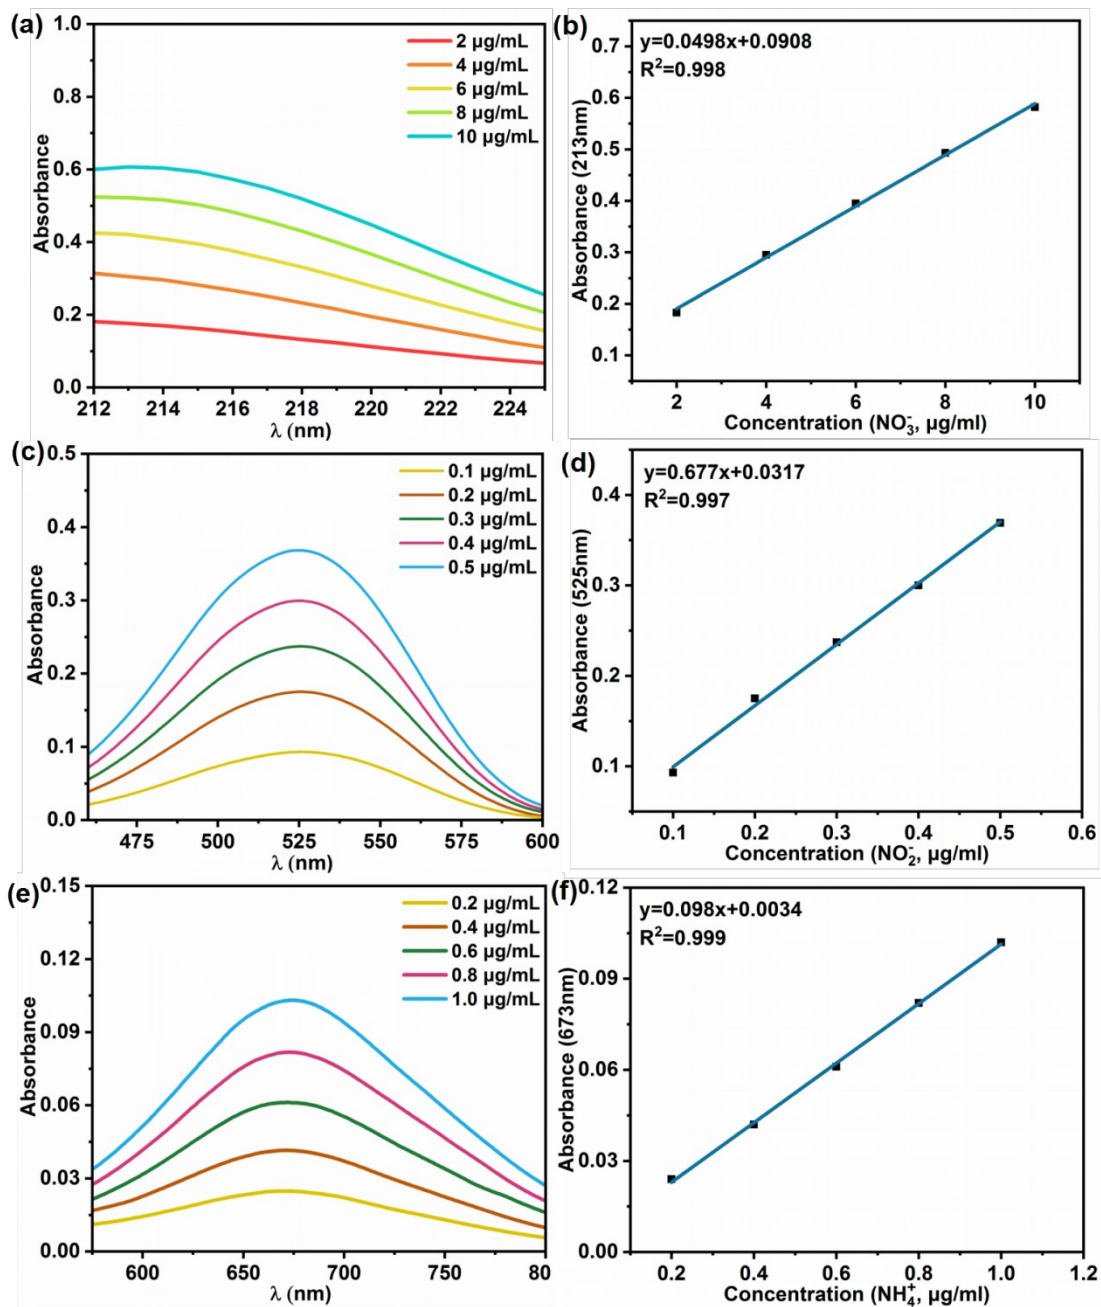 (a)
1.0
0.8
0.6
0.4
0.2
0.0
Absorbance
2 µg/mL
4 µg/mL
6 µg/mL
8 µg/mL
10 µg/mL
212 214 216 218 220 222 224
λ (nm)
(b)
y=0.0498x+0.0908
R²=0.998
0.7
0.6
0.5
0.4
0.3
0.2
0.1
Absorbance (213nm)
2 4 6 8 10
Concentration (NO₃⁻, µg/ml)
(c)
0.5
0.4
0.3
0.2
0.1
0.0
Absorbance
0.1 µg/mL
0.2 µg/mL
0.3 µg/mL
0.4 µg/mL
0.5 µg/mL
475 500 525 550 575 600
λ (nm)
(d)
y=0.677x+0.0317
R²=0.997
0.4
0.3
0.2
0.1
Absorbance (525nm)
0.1 0.2 0.3 0.4 0.5 0.6
Concentration (NO₂⁻, µg/ml)
(e)
0.15
0.12
0.09
0.06
0.03
0.00
Absorbance
0.2 µg/mL
0.4 µg/mL
0.6 µg/mL
0.8 µg/mL
1.0 µg/mL
600 650 700 750 80
λ (nm)
(f)
y=0.098x+0.0034
R²=0.999
0.12
0.09
0.06
0.03
0.00
Absorbance (673nm)
0.2 0.4 0.6 0.8 1.0 1.2
Concentration (NH₄⁺, µg/ml)